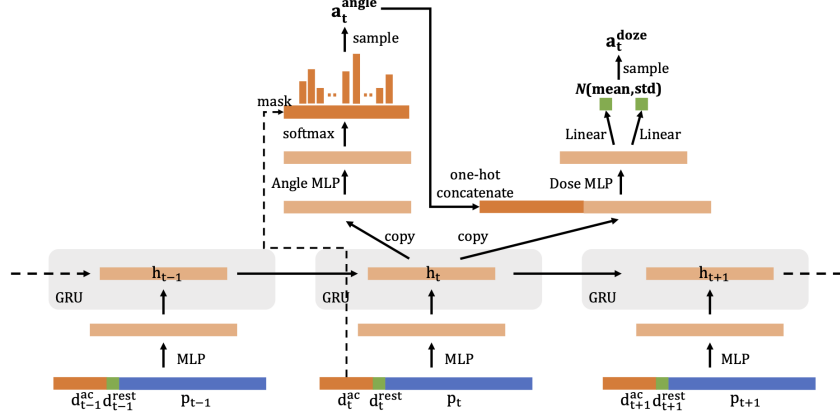 a_t^angle
sample
mask
softmax
Angle MLP
copy
copy
one-hot
concatenate
a_t^doze
sample
N(mean,std)
Linear
Linear
Dose MLP
h_{t-1}
h_t
h_{t+1}
GRU
GRU
GRU
MLP
MLP
MLP
d_{t-1}^ac d_{t-1}^rest p_{t-1}
d_t^ac d_t^rest p_t
d_{t+1}^ac d_{t+1}^rest p_{t+1}